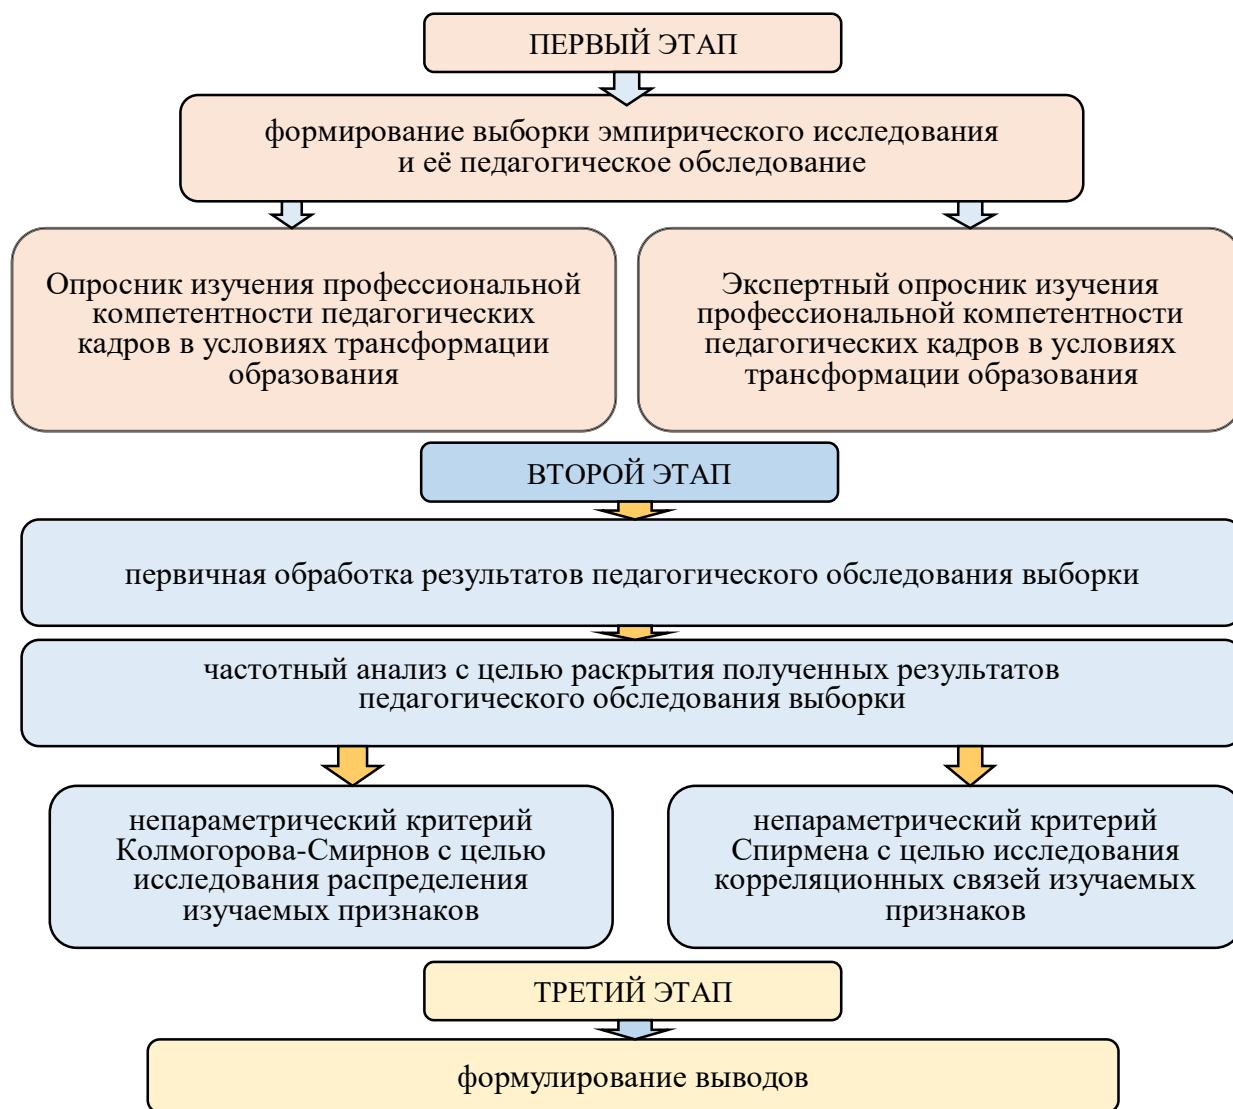 ПЕРВЫЙ ЭТАП
формирование выборки эмпирического исследования
и её педагогическое обследование
Опросник изучения профессиональной
компетентности педагогических
кадров в условиях трансформации
образования
Экспертный опросник изучения
профессиональной компетентности
педагогических кадров в условиях
трансформации образования
ВТОРОЙ ЭТАП
первичная обработка результатов педагогического обследования выборки
частотный анализ с целью раскрытия полученных результатов
педагогического обследования выборки
непараметрический критерий
Колмогорова-Смирнов с целью
исследования распределения
изучаемых признаков
непараметрический критерий
Спирмена с целью исследования
корреляционных связей изучаемых
признаков
ТРЕТИЙ ЭТАП
формулирование выводов